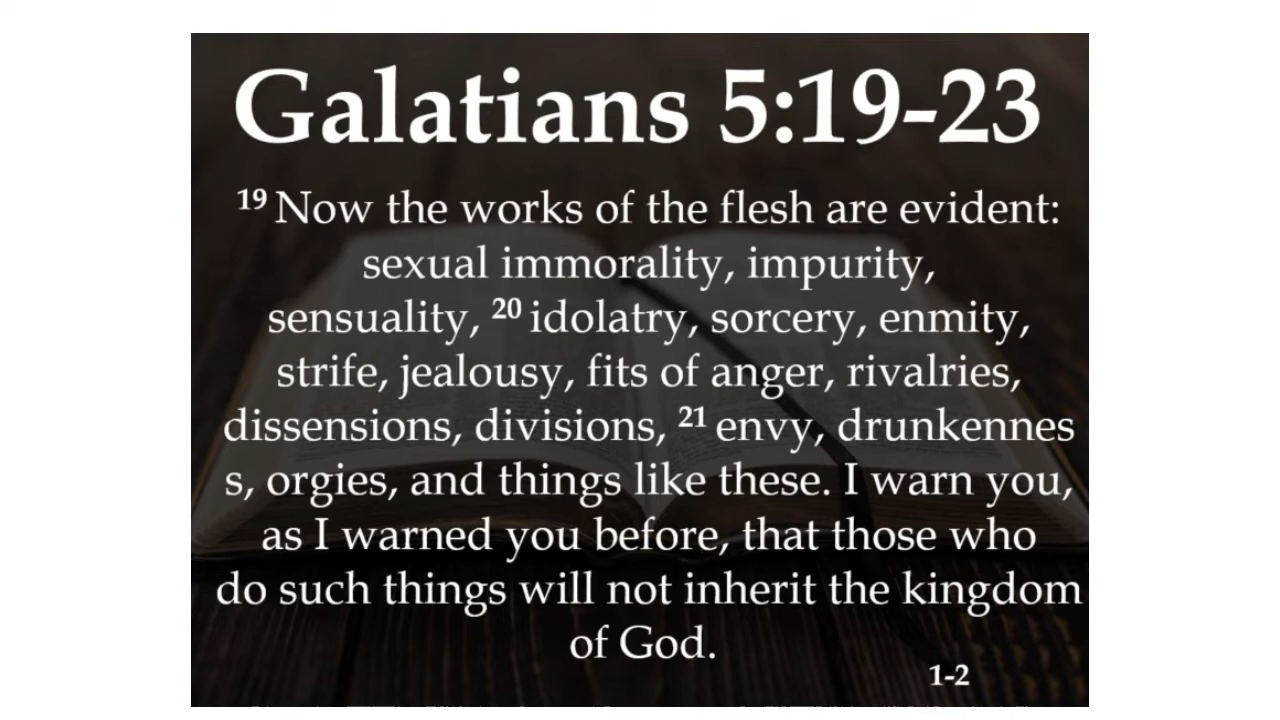 Galatians 5:19-23
19 Now the works of the flesh are evident:
sexual immorality, impurity,
sensuality, 20 idolatry, sorcery, enmity,
strife, jealousy, fits of anger, rivalries,
dissensions, divisions, 21 envy, drunkennes
s, orgies, and things like these. I warn you,
as I warned you before, that those who
do such things will not inherit the kingdom
of God.
1-2